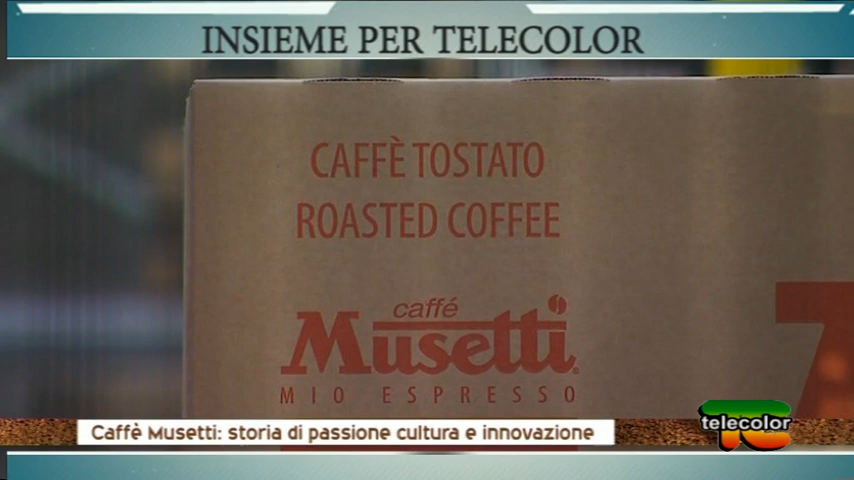 INSIEME PER TELECOLOR
CAFFÈ TOSTATO
ROASTED COFFEE
caffé
Musetti
MIO ESPRESSO
7
Caffè Musetti: storia di passione cultura e innovazione
telecolor